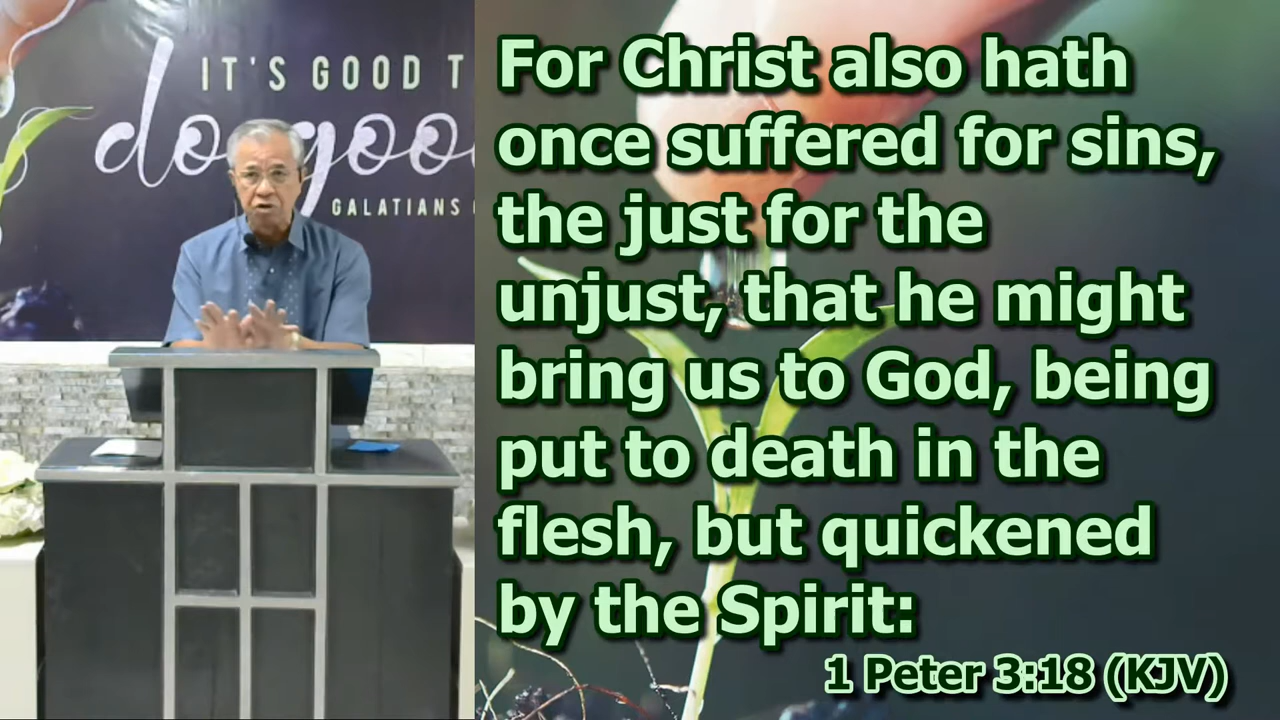 IT'S GOOD T
do goo
GALATIANS
For Christ also hath
once suffered for sins,
the just for the
unjust, that he might
bring us to God, being
put to death in the
flesh, but quickened
by the Spirit:
1 Peter 3:18 (KJV)